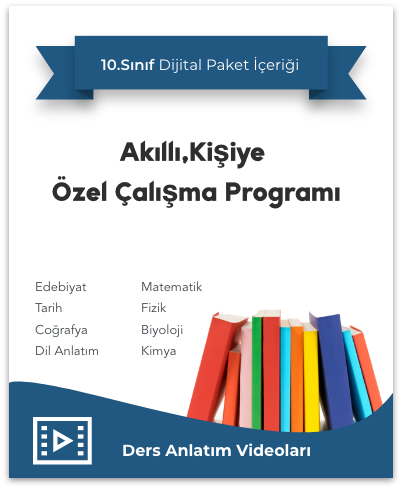 10.Sınıf Dijital Paket İçeriği
Akıllı,Kişiye
Özel Çalışma Programı
Edebiyat
Tarih
Coğrafya
Dil Anlatım
Matematik
Fizik
Biyoloji
Kimya
Ders Anlatım Videoları